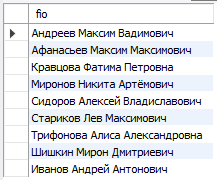 fio
Андреев Максим Вадимович
Афанасьев Максим Максимович
Кравцова Фатима Петровна
Миронов Никита Артёмович
Сидоров Алексей Владиславович
Стариков Лев Максимович
Трифонова Алиса Александровна
Шишкин Мирон Дмитриевич
Иванов Андрей Антонович